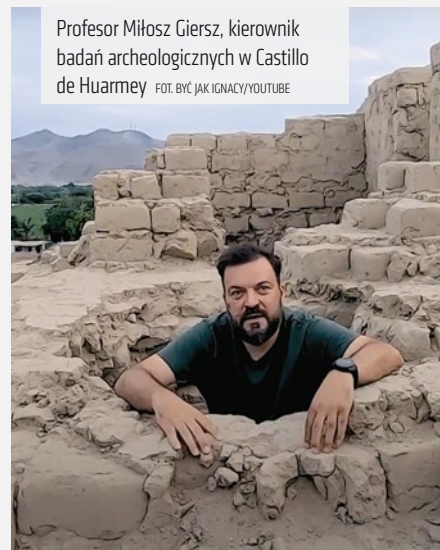 Profesor Miłosz Giersz, kierownik
badań archeologicznych w Castillo
de Huarmey FOT. BYĆ JAK IGNACY/YOUTUBE